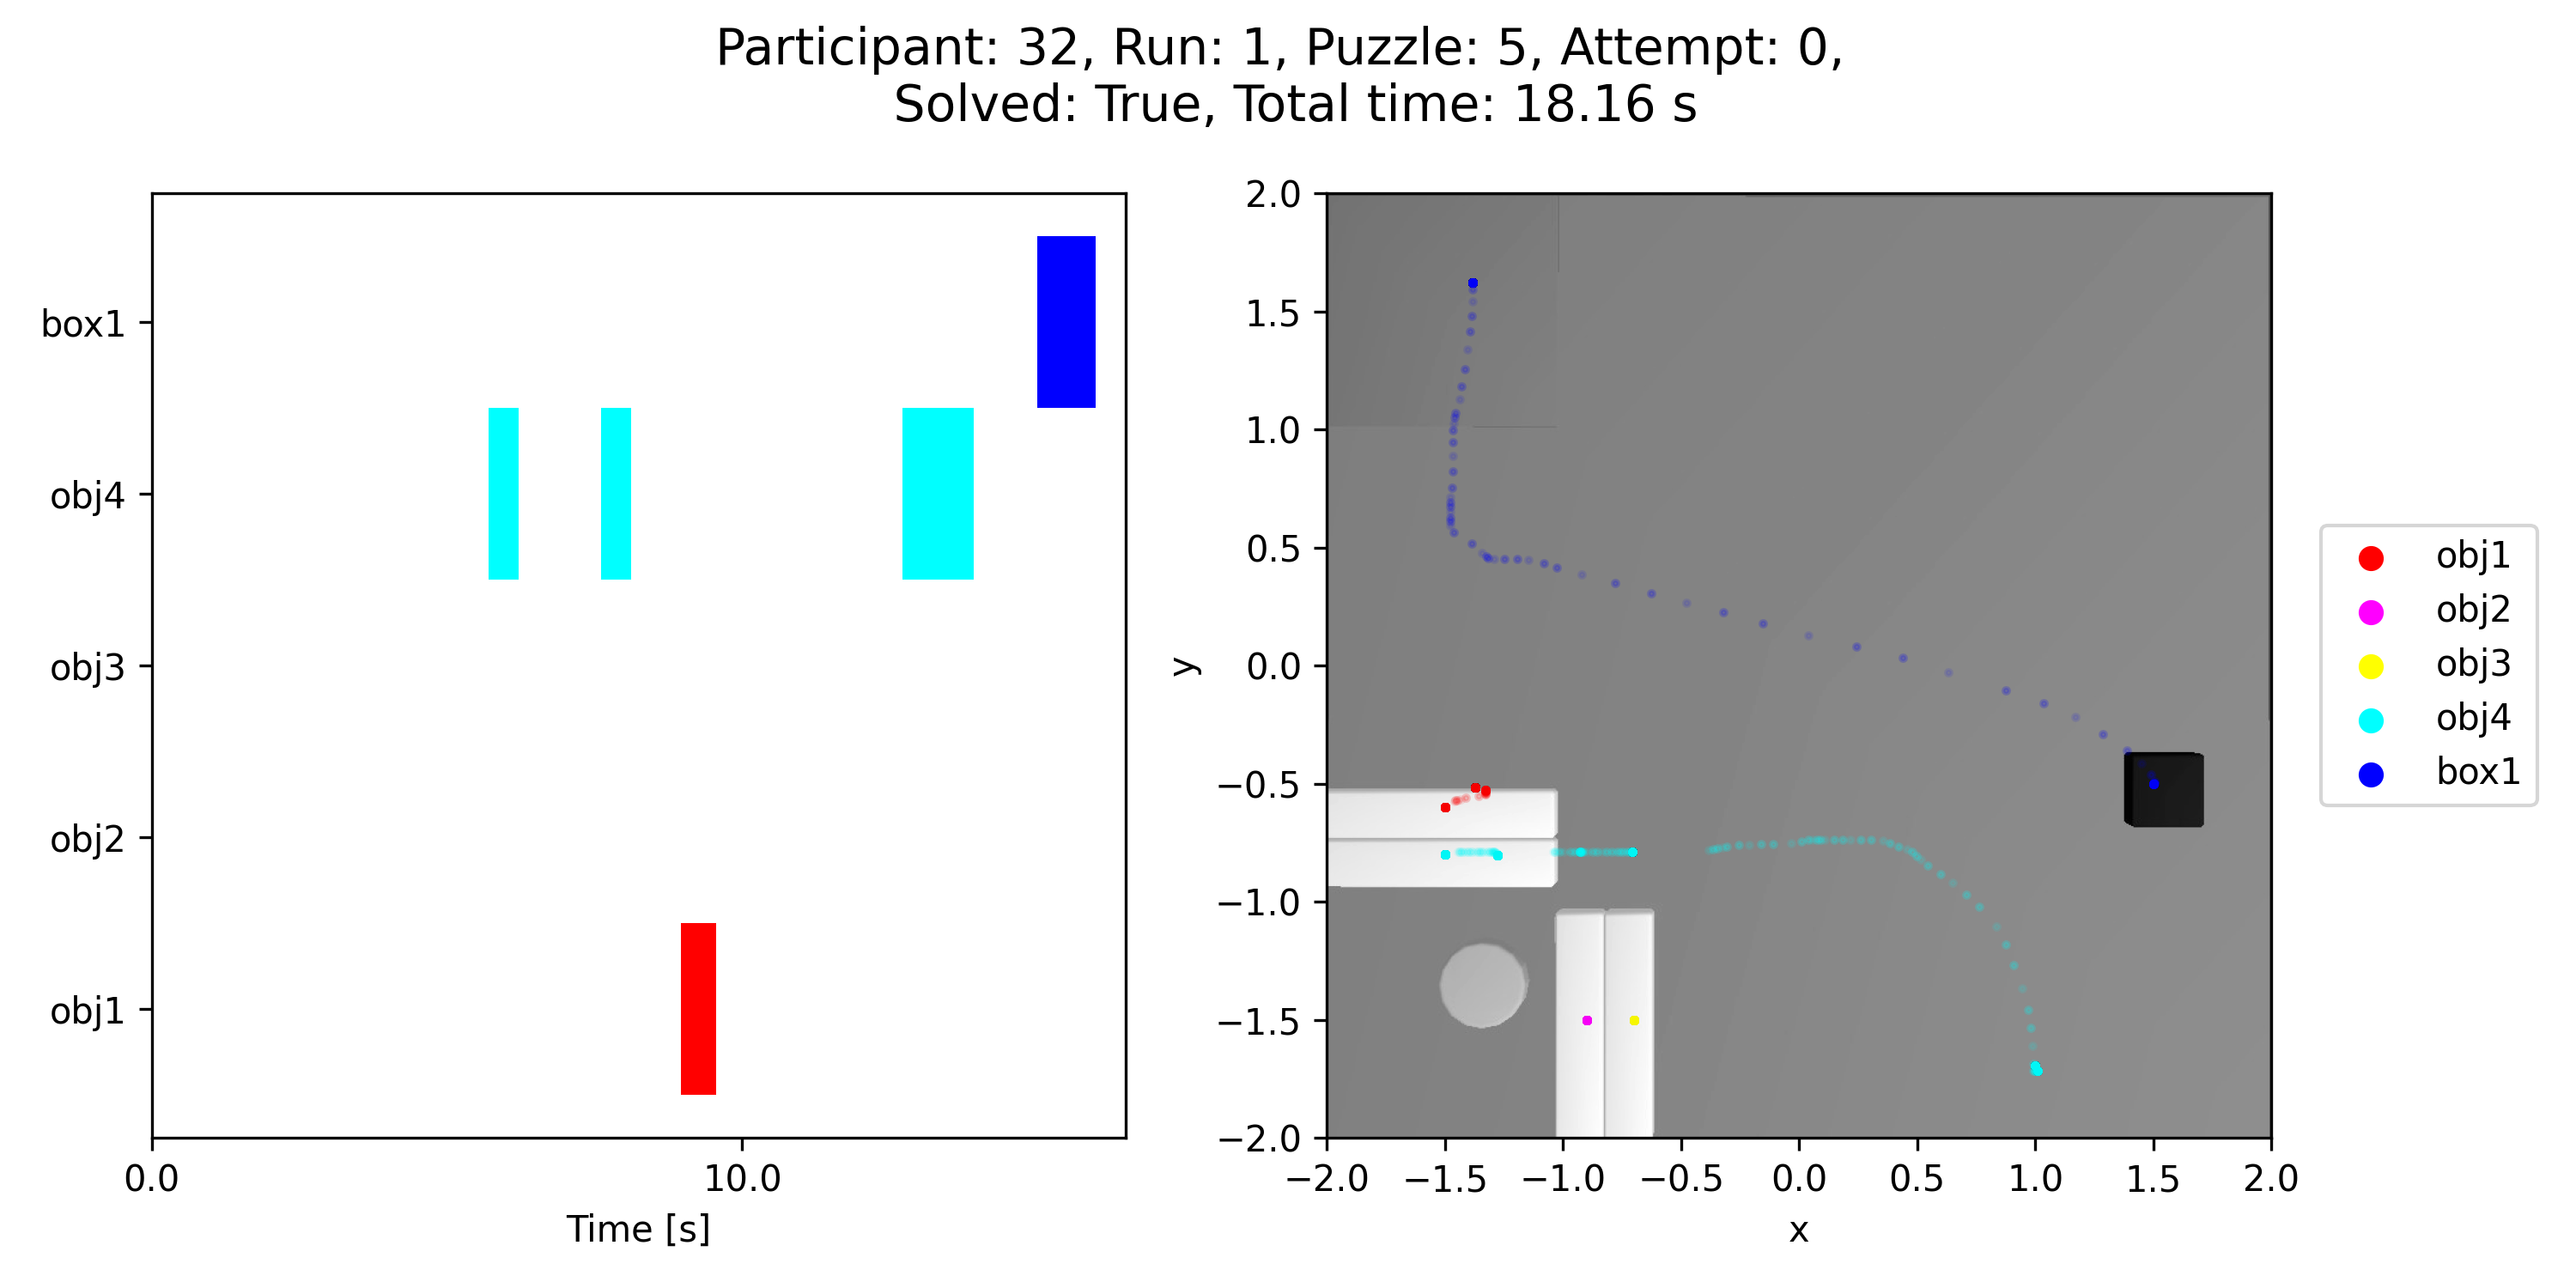 Participant: 32, Run: 1, Puzzle: 5, Attempt: 0,
Solved: True, Total time: 18.16 s
box1
obj4
obj3
obj2
obj1
0.0
10.0
Time [s]
2.0
1.5
1.0
0.5
0.0
−0.5
−1.0
−1.5
−2.0
y
−2.0
−1.5
−1.0
−0.5
0.0
0.5
1.0
1.5
2.0
x
obj1
obj2
obj3
obj4
box1